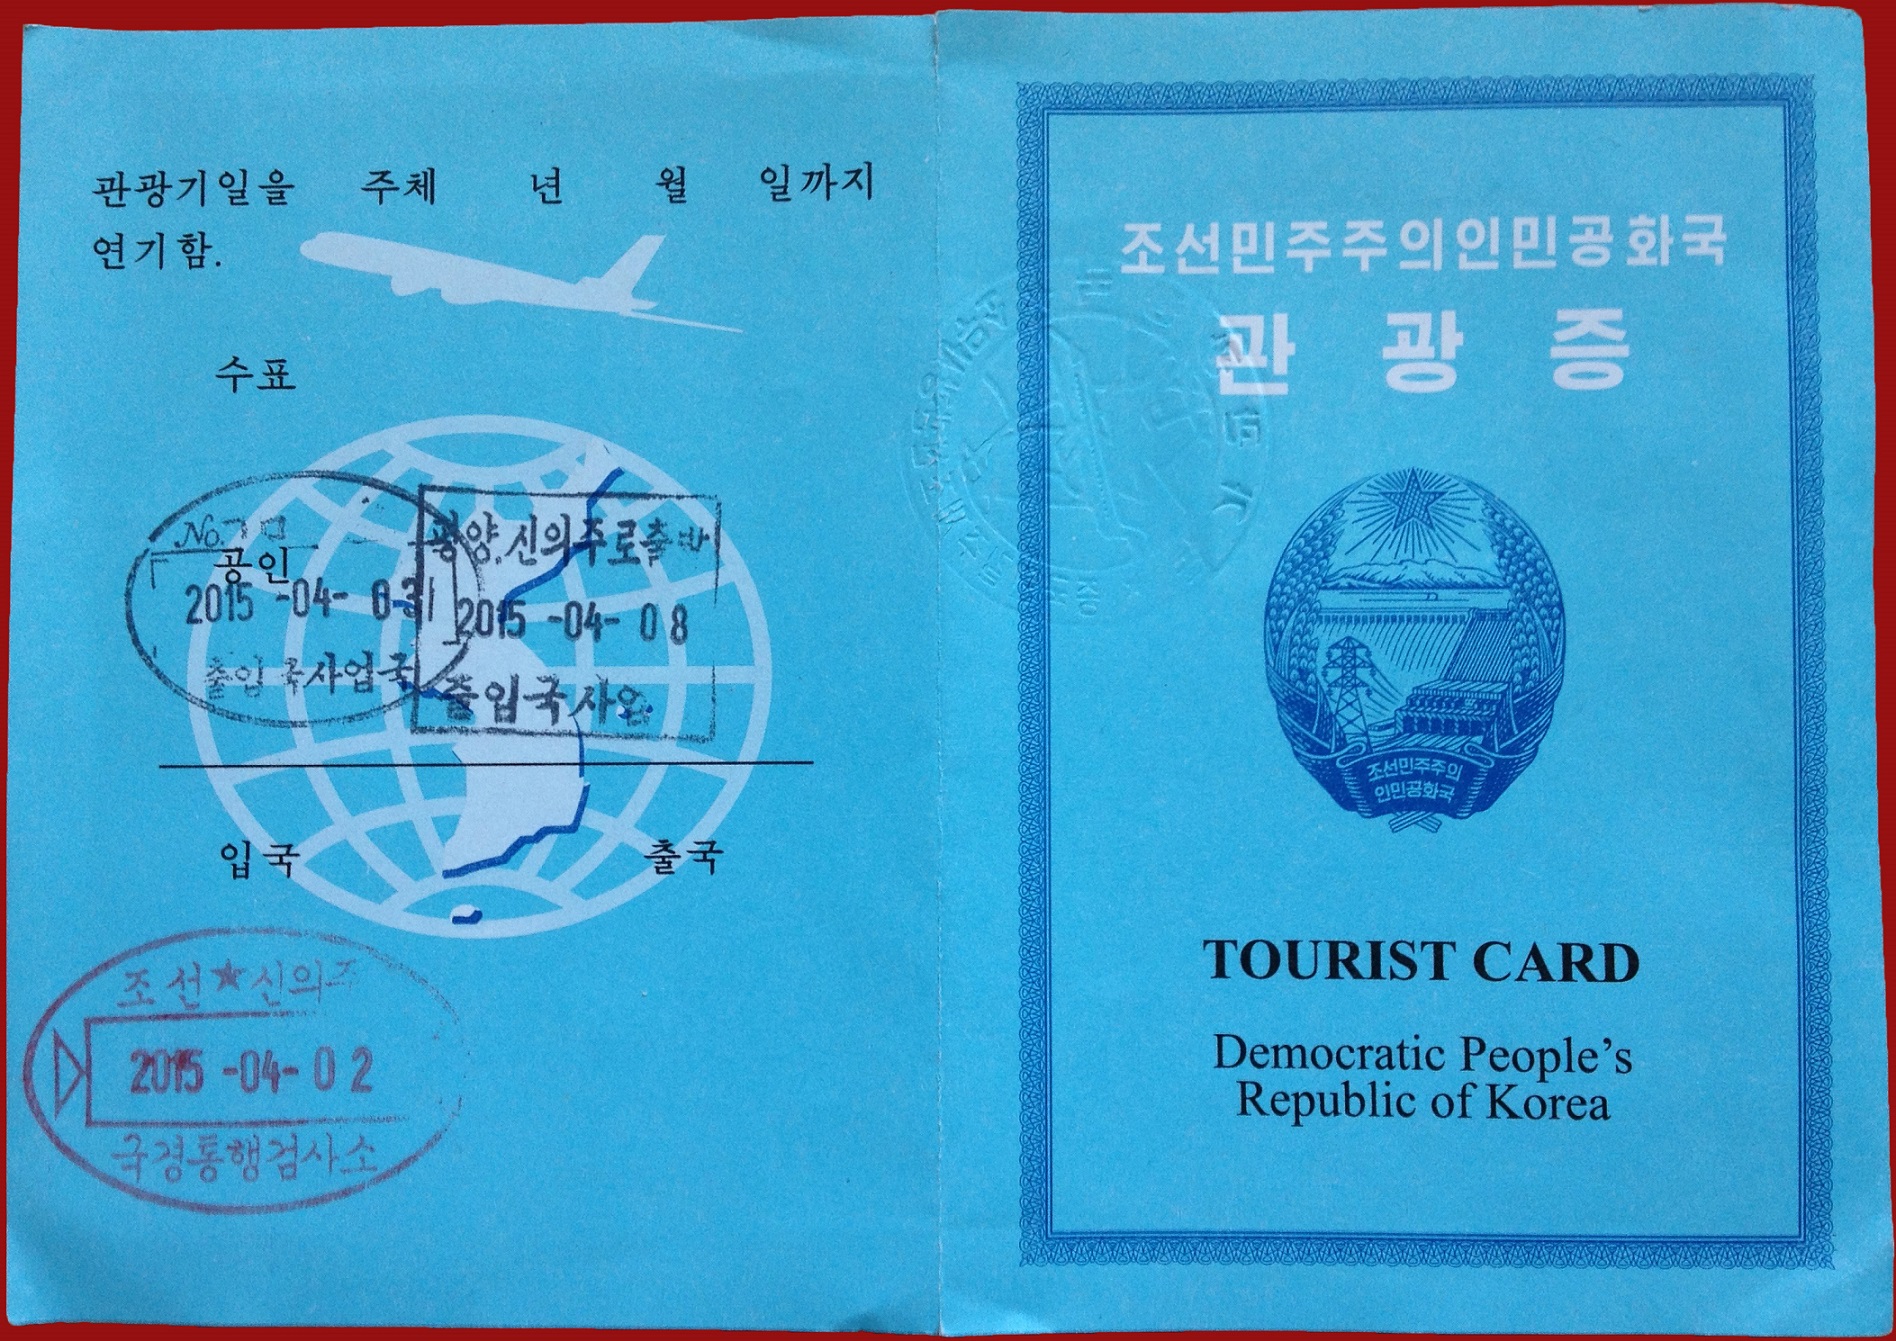 관광기일을 주체 년 월 일까지
연기함.
수표
No.
공인
2015 -04- 03
출입국사업국
평양.신의주로출발
2015 -04- 08
출입국사업
입국 출국
조선★신의주
2015 -04- 02
국경통행검사소
조선민주주의인민공화국
관광증
조선민주주의
인민공화국
TOURIST CARD
Democratic People’s
Republic of Korea